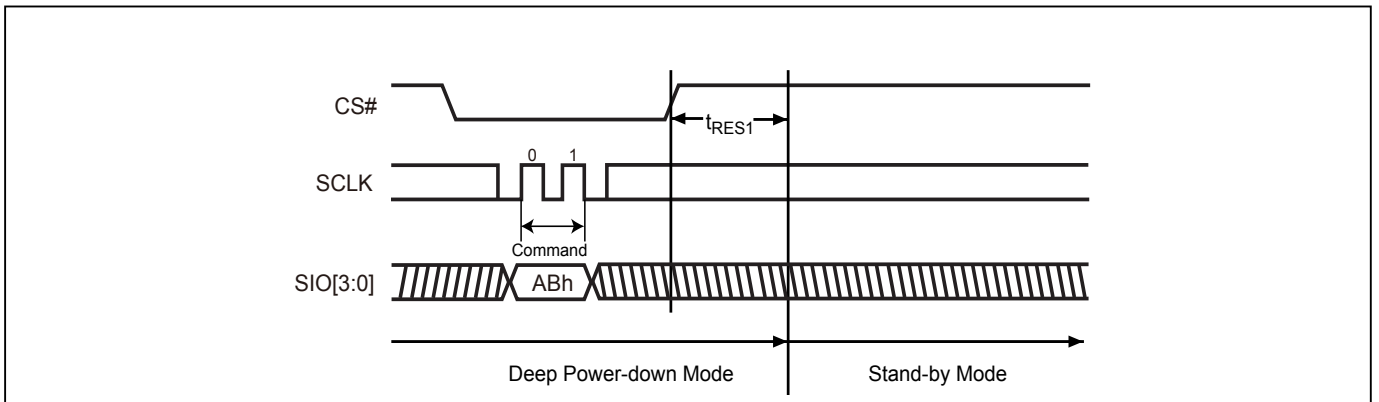 CS#
tRES1
0 1
SCLK
Command
SIO[3:0]
ABh
Deep Power-down Mode
Stand-by Mode